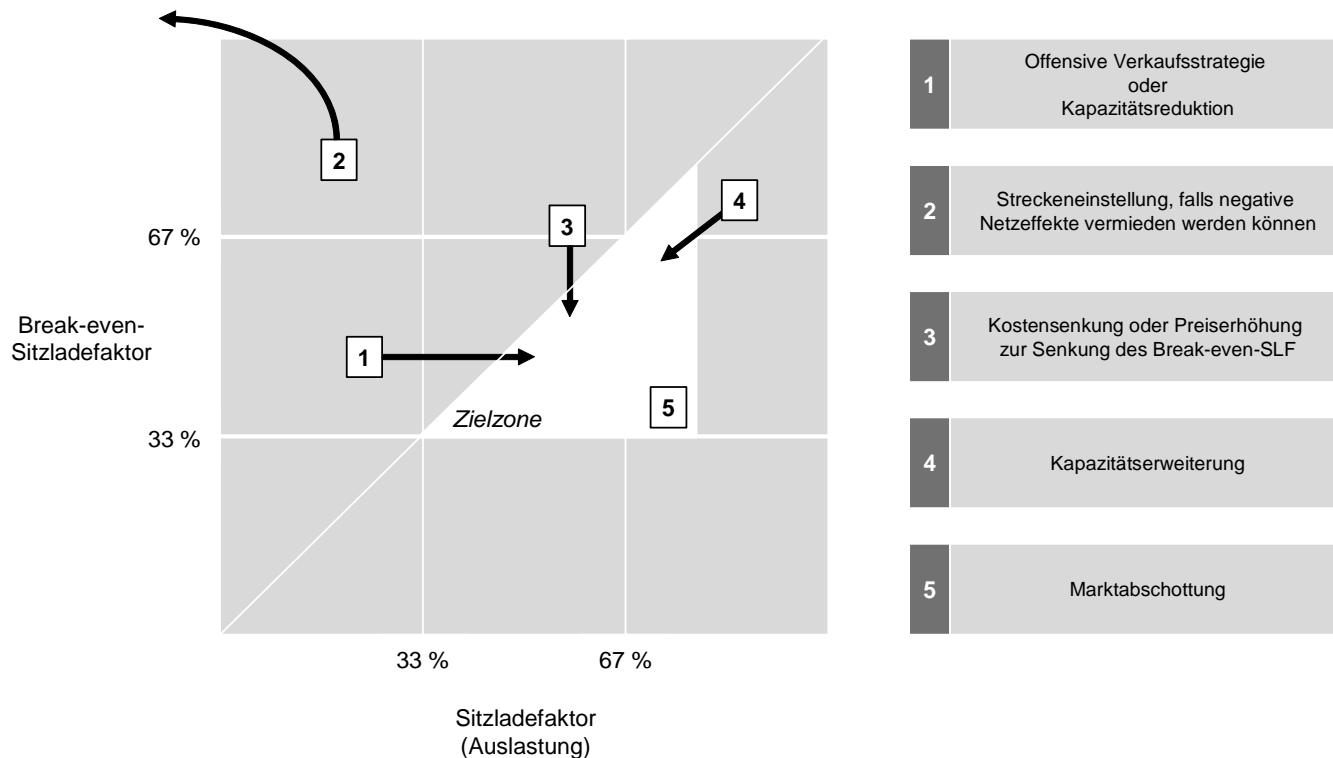 2
3
4
67 %
Break-even-
Sitzladefaktor
1
5
Zielzone
33 %
33 %
67 %
Sitzladefaktor
(Auslastung)
1
Offensive Verkaufsstrategie
oder
Kapazitätsreduktion
2
Streckeneinstellung, falls negative
Netzeffekte vermieden werden können
3
Kostensenkung oder Preiserhöhung
zur Senkung des Break-even-SLF
4
Kapazitätserweiterung
5
Marktabschottung